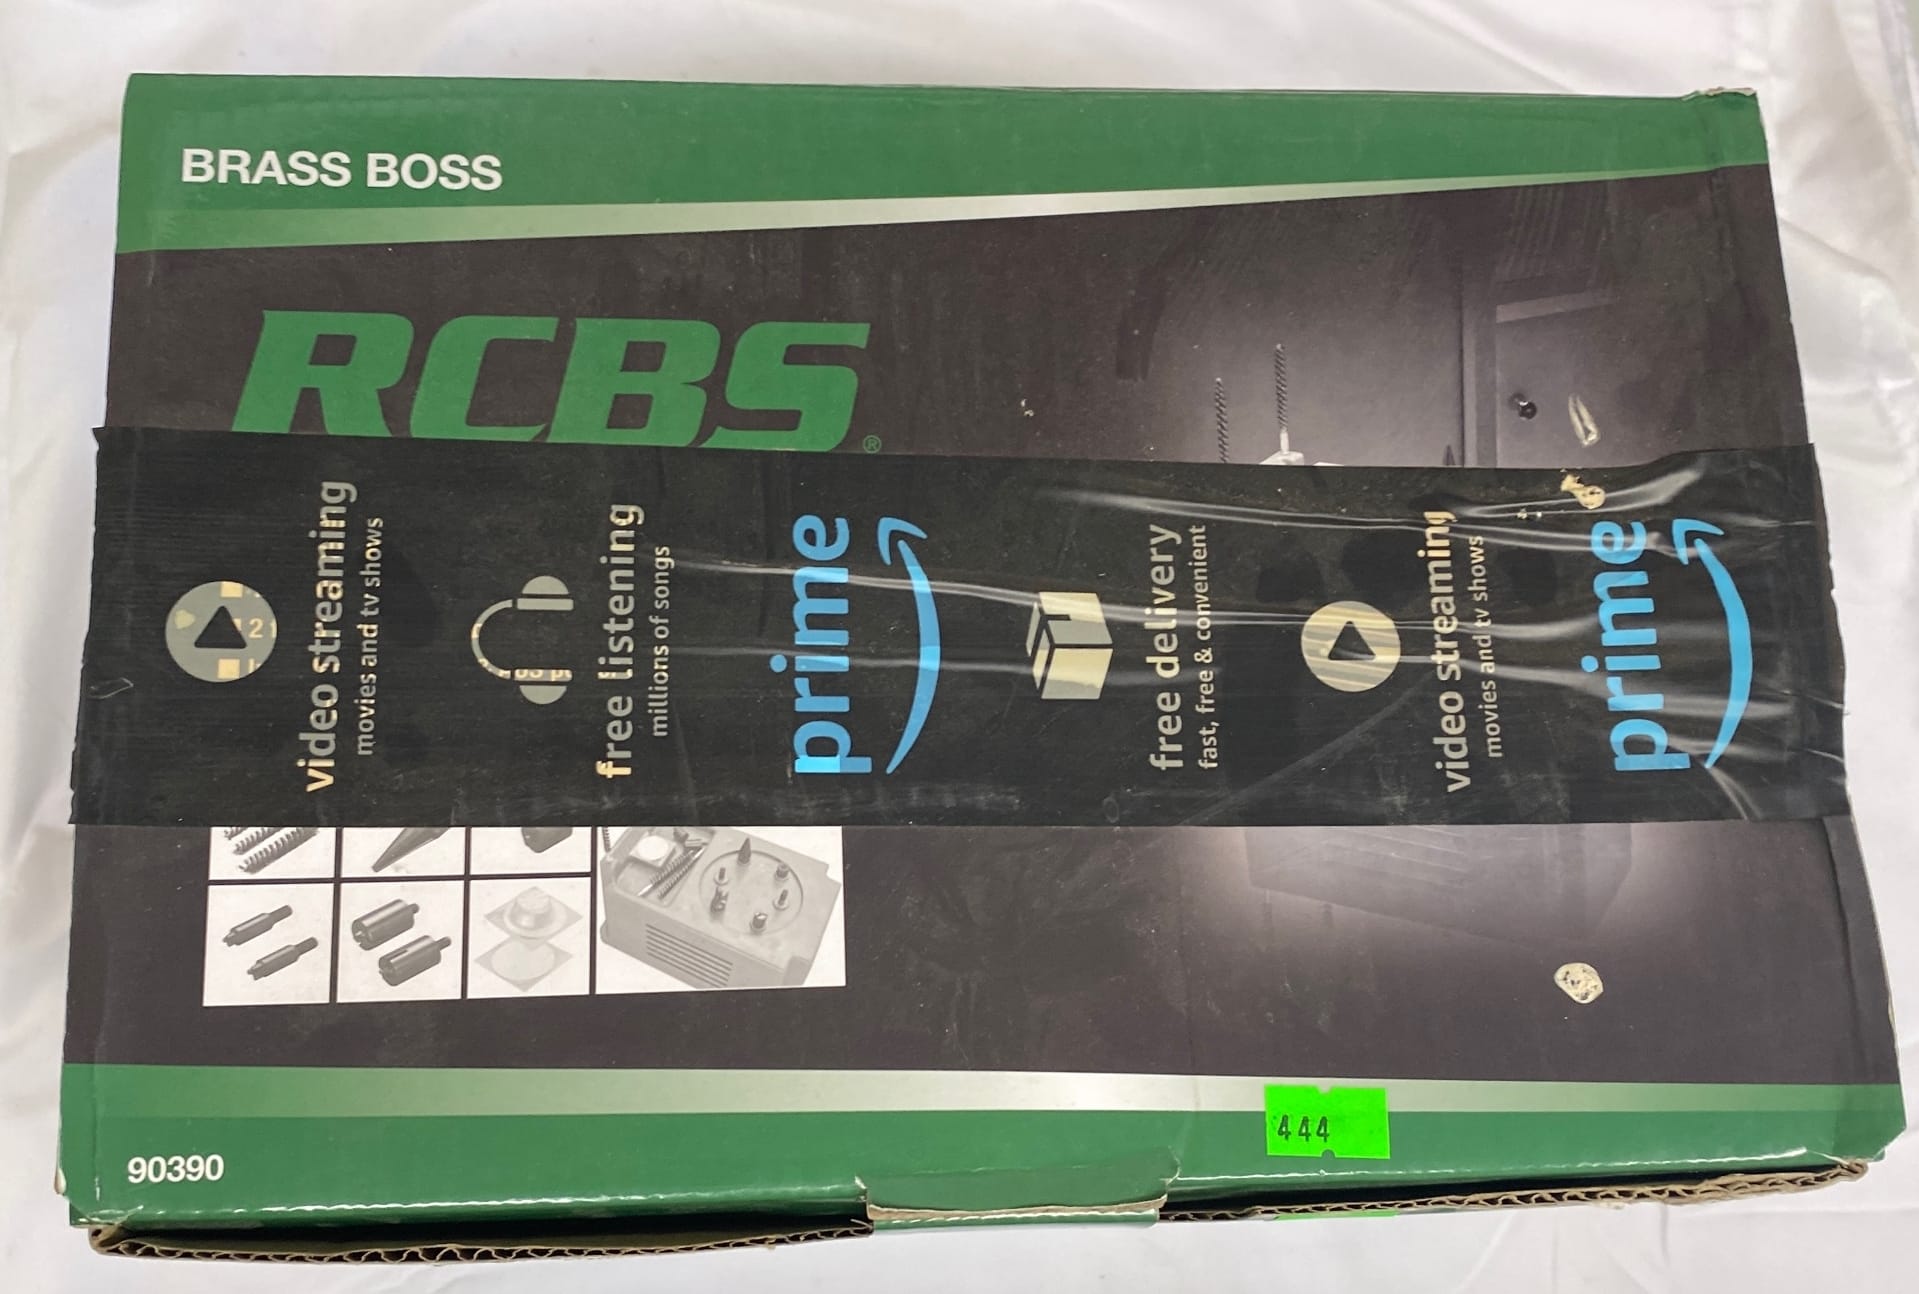 BRASS BOSS
RCBS®
video streaming
movies and tv shows
free listening
millions of songs
prime
free delivery
fast, free & convenient
video streaming
movies and tv shows
prime
444
90390